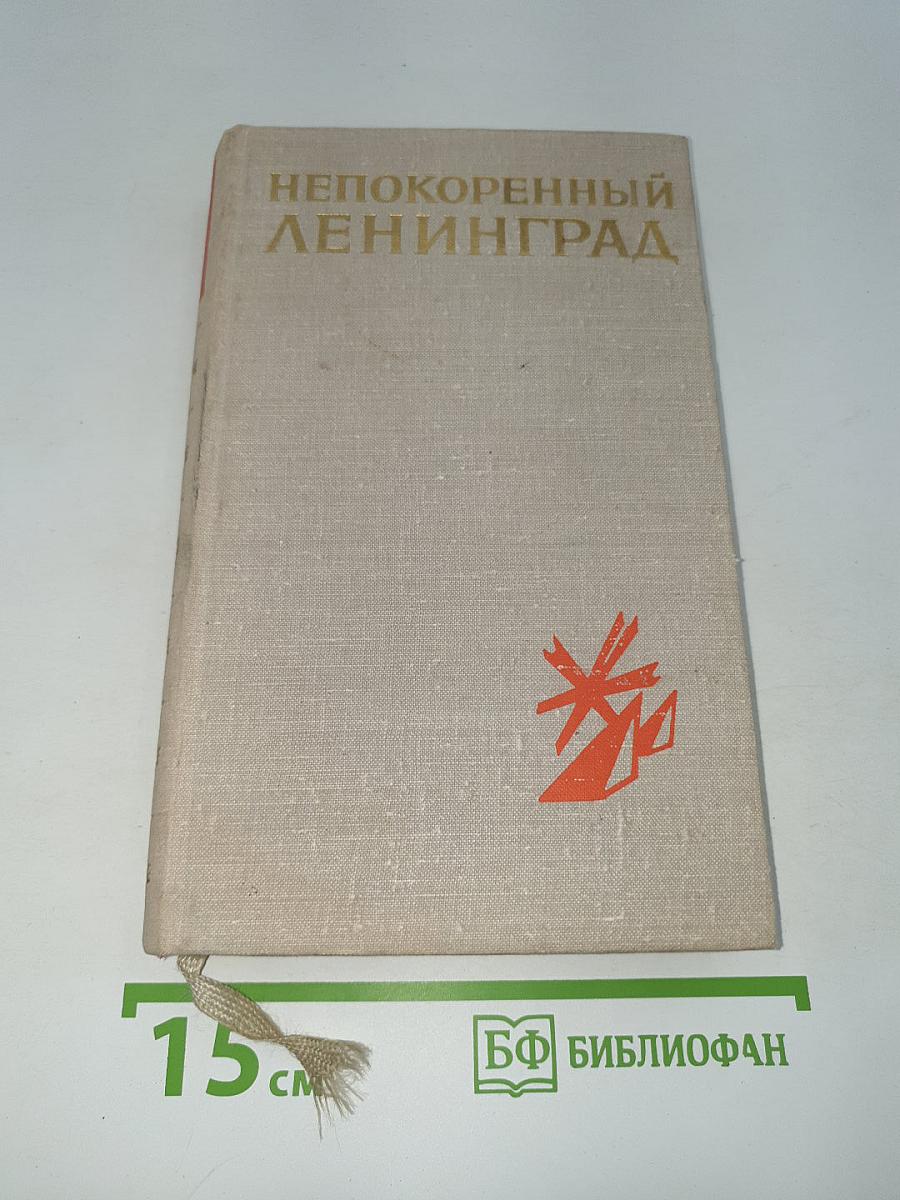 НЕПОКОРЕННЫЙ
ЛЕНИНГРАД
15 см
БФ БИБЛИОФАН